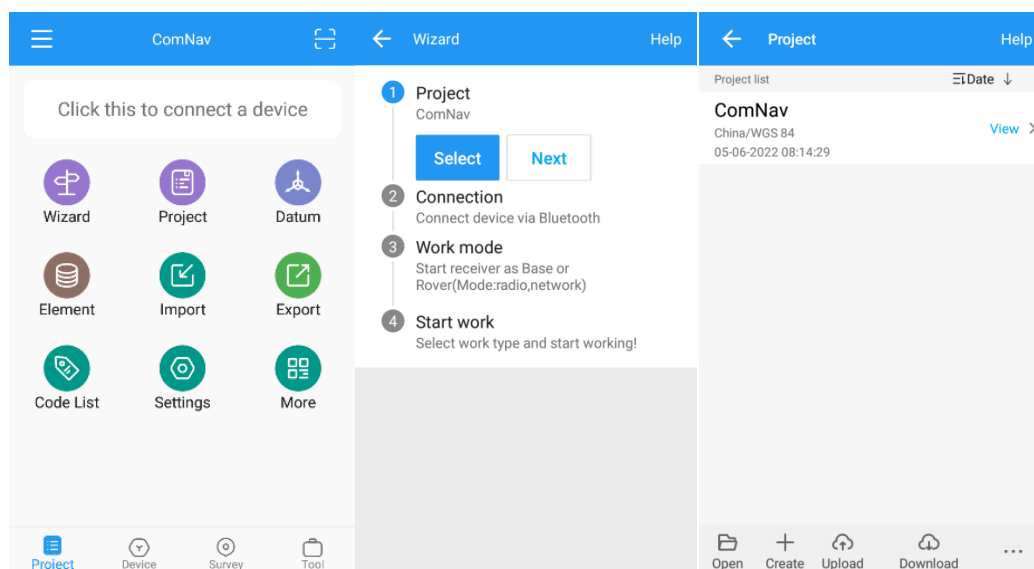 ComNav
Click this to connect a device
Wizard Project Datum
Element Import Export
Code List Settings More
Project Device Survey Tool
Wizard Help
1 Project
ComNav
Select Next
2 Connection
Connect device via Bluetooth
3 Work mode
Start receiver as Base or
Rover(Mode:radio,network)
4 Start work
Select work type and start working!
Project Help
Project list Date ↓
ComNav
China/WGS 84
View
05-06-2022 08:14:29
Open Create Upload Download ...